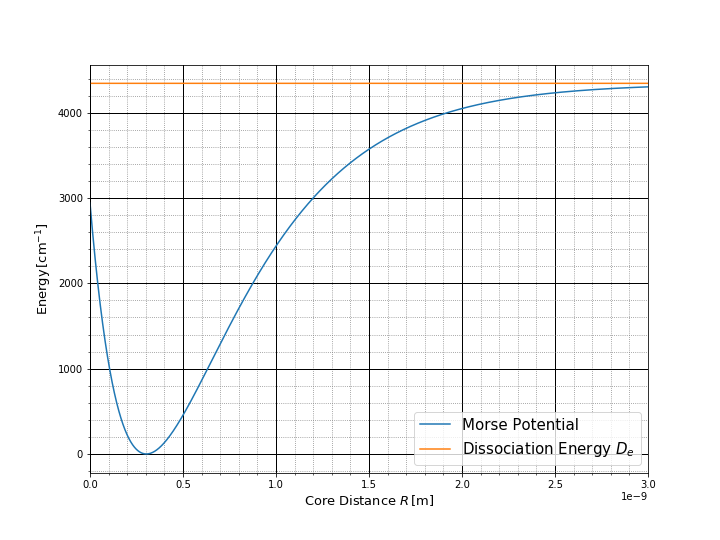 4000
3000
2000
1000
0
Energy [cm⁻¹]
0.0 0.5 1.0 1.5 2.0 2.5 3.0
1e−9
Core Distance R [m]
Morse Potential
Dissociation Energy Dₑ